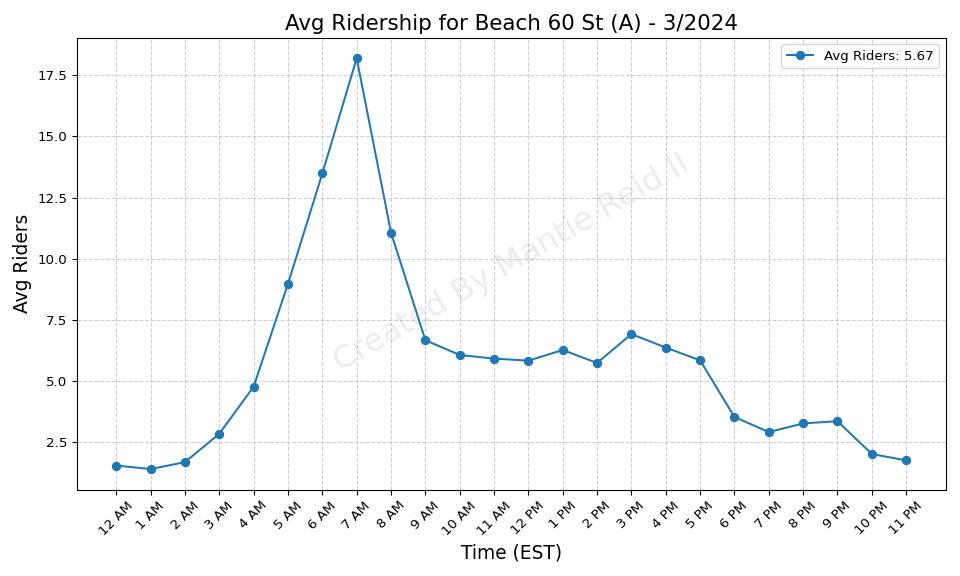 Avg Ridership for Beach 60 St (A) - 3/2024
Avg Riders: 5.67
17.5
15.0
12.5
10.0
7.5
5.0
2.5
Avg Riders
Created By Mantie Reid II
12 AM
1 AM
2 AM
3 AM
4 AM
5 AM
6 AM
7 AM
8 AM
9 AM
10 AM
11 AM
12 PM
1 PM
2 PM
3 PM
4 PM
5 PM
6 PM
7 PM
8 PM
9 PM
10 PM
11 PM
Time (EST)